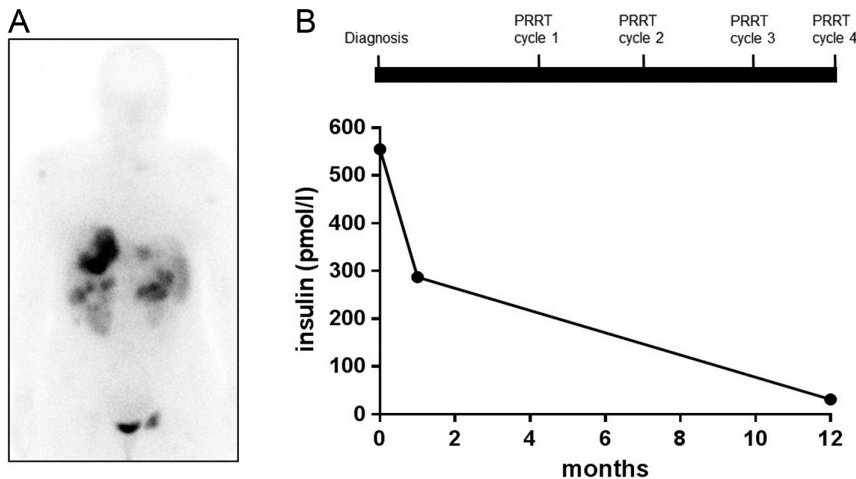 A
B
Diagnosis
PRRT
cycle 1
PRRT
cycle 2
PRRT
cycle 3
PRRT
cycle 4
600
500
400
300
200
100
0
insulin (pmol/l)
0 2 4 6 8 10 12
months